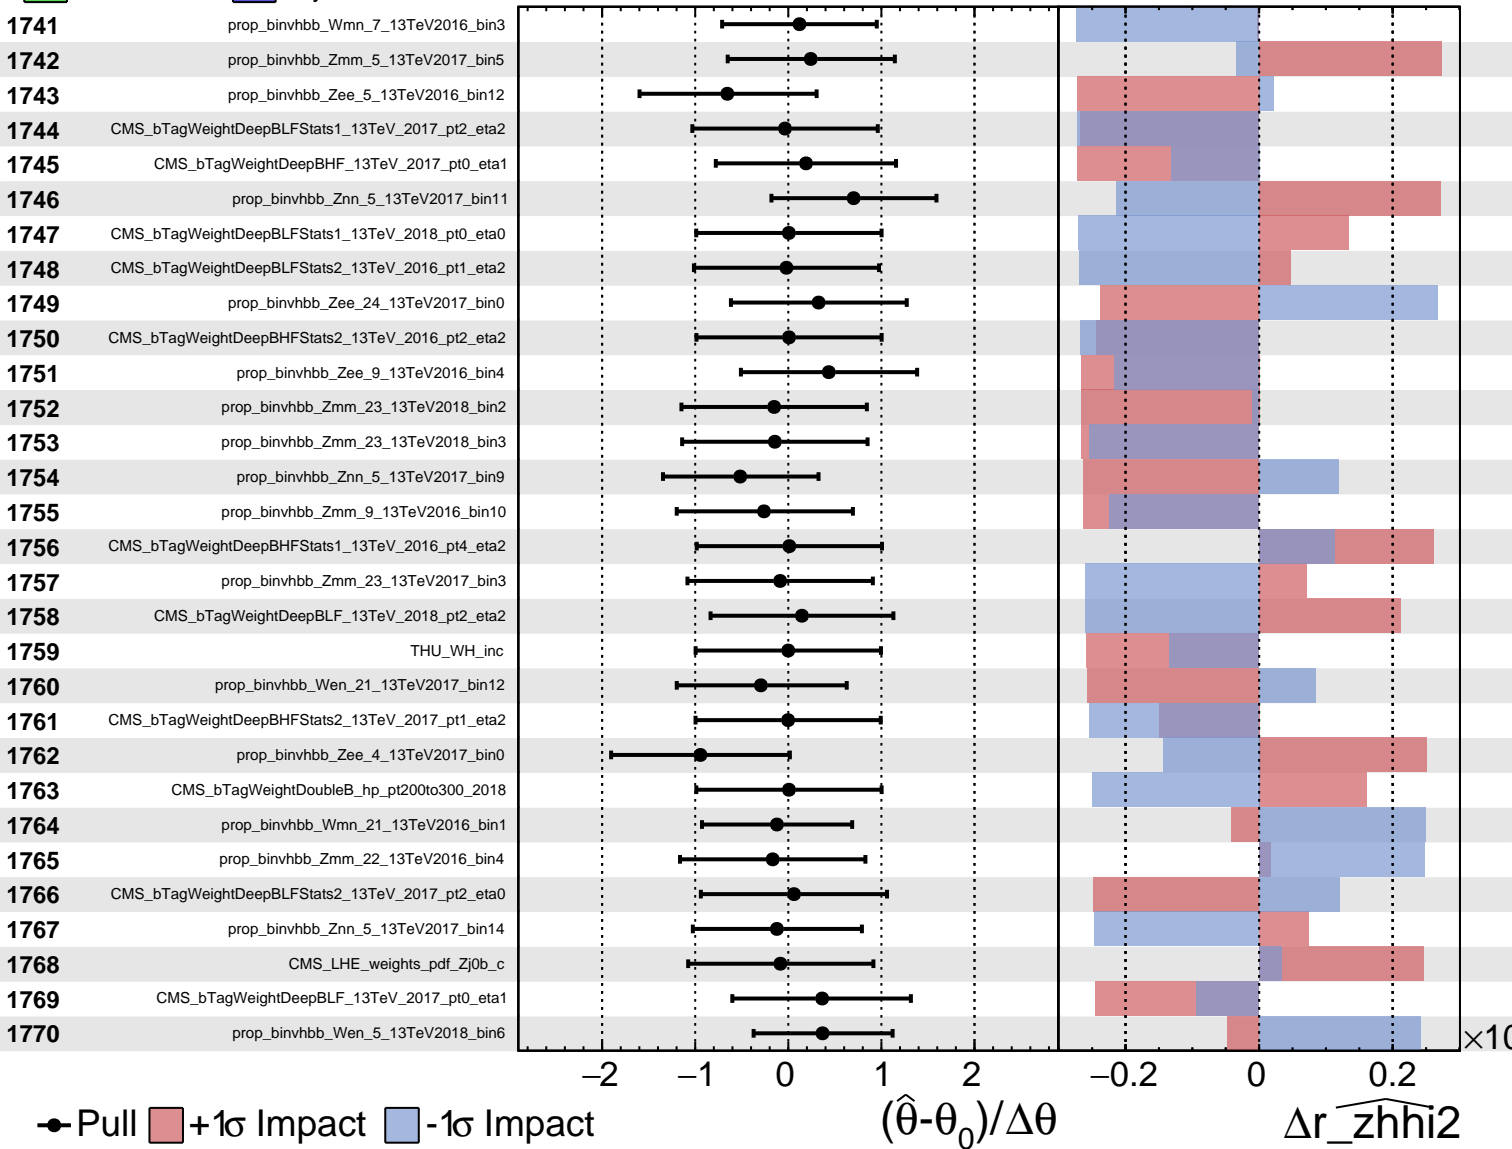 1741 prop_binvhbb_Wmn_7_13TeV2016_bin3
1742 prop_binvhbb_Zmm_5_13TeV2017_bin5
1743 prop_binvhbb_Zee_5_13TeV2016_bin12
1744 CMS_bTagWeightDeepBLFStats1_13TeV_2017_pt2_eta2
1745 CMS_bTagWeightDeepBHF_13TeV_2017_pt0_eta1
1746 prop_binvhbb_Znn_5_13TeV2017_bin11
1747 CMS_bTagWeightDeepBLFStats1_13TeV_2018_pt0_eta0
1748 CMS_bTagWeightDeepBLFStats2_13TeV_2016_pt1_eta2
1749 prop_binvhbb_Zee_24_13TeV2017_bin0
1750 CMS_bTagWeightDeepBHFStats2_13TeV_2016_pt2_eta2
1751 prop_binvhbb_Zee_9_13TeV2016_bin4
1752 prop_binvhbb_Zmm_23_13TeV2018_bin2
1753 prop_binvhbb_Zmm_23_13TeV2018_bin3
1754 prop_binvhbb_Znn_5_13TeV2017_bin9
1755 prop_binvhbb_Zmm_9_13TeV2016_bin10
1756 CMS_bTagWeightDeepBHFStats1_13TeV_2016_pt4_eta2
1757 prop_binvhbb_Zmm_23_13TeV2017_bin3
1758 CMS_bTagWeightDeepBLF_13TeV_2018_pt2_eta2
1759 THU_WH_inc
1760 prop_binvhbb_Wen_21_13TeV2017_bin12
1761 CMS_bTagWeightDeepBHFStats2_13TeV_2017_pt1_eta2
1762 prop_binvhbb_Zee_4_13TeV2017_bin0
1763 CMS_bTagWeightDoubleB_hp_pt200to300_2018
1764 prop_binvhbb_Wmn_21_13TeV2016_bin1
1765 prop_binvhbb_Zmm_22_13TeV2016_bin4
1766 CMS_bTagWeightDeepBLFStats2_13TeV_2017_pt2_eta0
1767 prop_binvhbb_Znn_5_13TeV2017_bin14
1768 CMS_LHE_weights_pdf_Zj0b_c
1769 CMS_bTagWeightDeepBLF_13TeV_2017_pt0_eta1
1770 prop_binvhbb_Wen_5_13TeV2018_bin6
×10
−2 −1 0 1 2 −0.2 0 0.2
Pull +1σ Impact -1σ Impact (θ̂-θ₀)/Δθ Δr_zhhi2